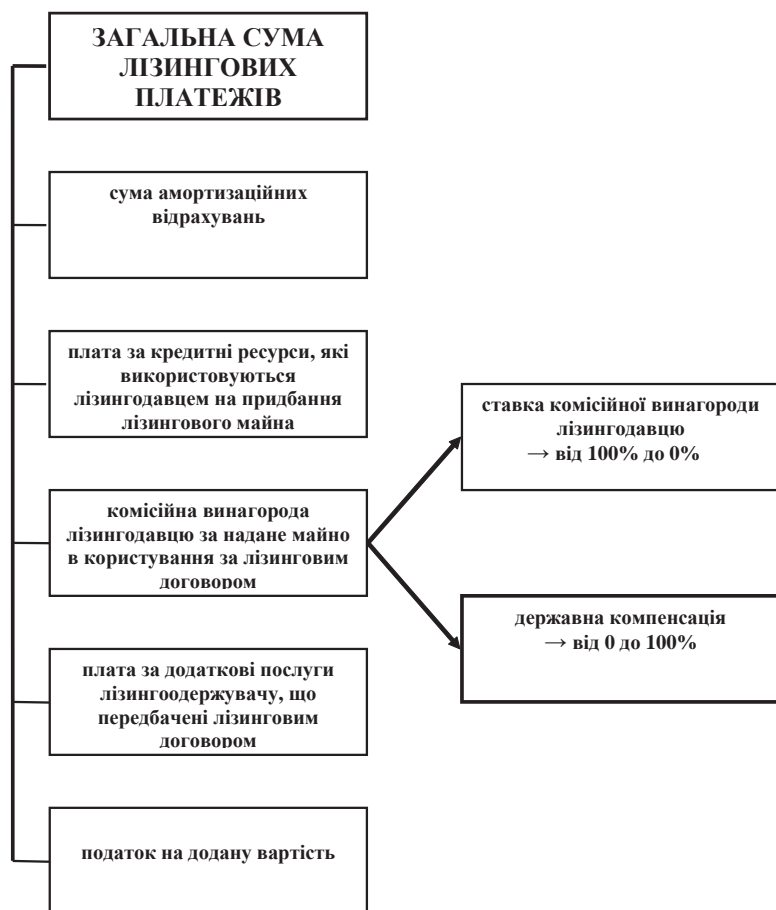 ЗАГАЛЬНА СУМА
ЛІЗИНГОВИХ
ПЛАТЕЖІВ
сума амортизаційних
відрахувань
плата за кредитні ресурси, які
використовуються
лізингодавцем на придбання
лізингового майна
комісійна винагорода
лізингодавцю за надане майно
в користування за лізинговим
договором
ставка комісійної винагороди
лізингодавцю
→ від 100% до 0%
державна компенсація
→ від 0 до 100%
плата за додаткові послуги
лізингоодержувачу, що
передбачені лізинговим
договором
податок на додану вартість